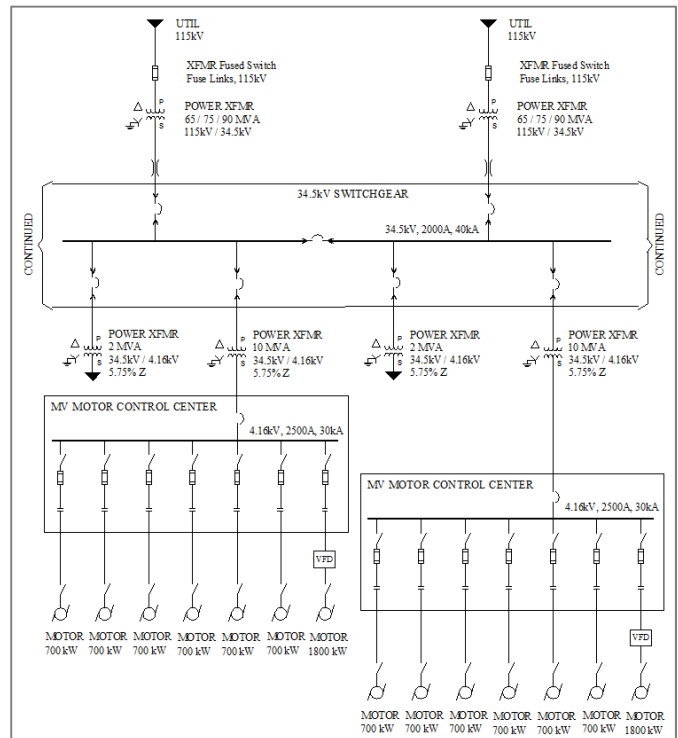 UTIL
115kV
UTIL
115kV
XFMR Fused Switch
Fuse Links, 115kV
XFMR Fused Switch
Fuse Links, 115kV
P
S
POWER XFMR
65 / 75 / 90 MVA
115kV / 34.5kV
P
S
POWER XFMR
65 / 75 / 90 MVA
115kV / 34.5kV
34.5kV SWITCHGEAR
CONTINUED
34.5kV, 2000A, 40kA
CONTINUED
P
S
POWER XFMR
2 MVA
34.5kV / 4.16kV
5.75% Z
P
S
POWER XFMR
10 MVA
34.5kV / 4.16kV
5.75% Z
P
S
POWER XFMR
2 MVA
34.5kV / 4.16kV
5.75% Z
P
S
POWER XFMR
10 MVA
34.5kV / 4.16kV
5.75% Z
MV MOTOR CONTROL CENTER
4.16kV, 2500A, 30kA
VFD
MOTOR
700 kW
MOTOR
700 kW
MOTOR
700 kW
MOTOR
700 kW
MOTOR
700 kW
MOTOR
700 kW
MOTOR
1800 kW
MV MOTOR CONTROL CENTER
4.16kV, 2500A, 30kA
VFD
MOTOR
700 kW
MOTOR
700 kW
MOTOR
700 kW
MOTOR
700 kW
MOTOR
700 kW
MOTOR
700 kW
MOTOR
1800 kW